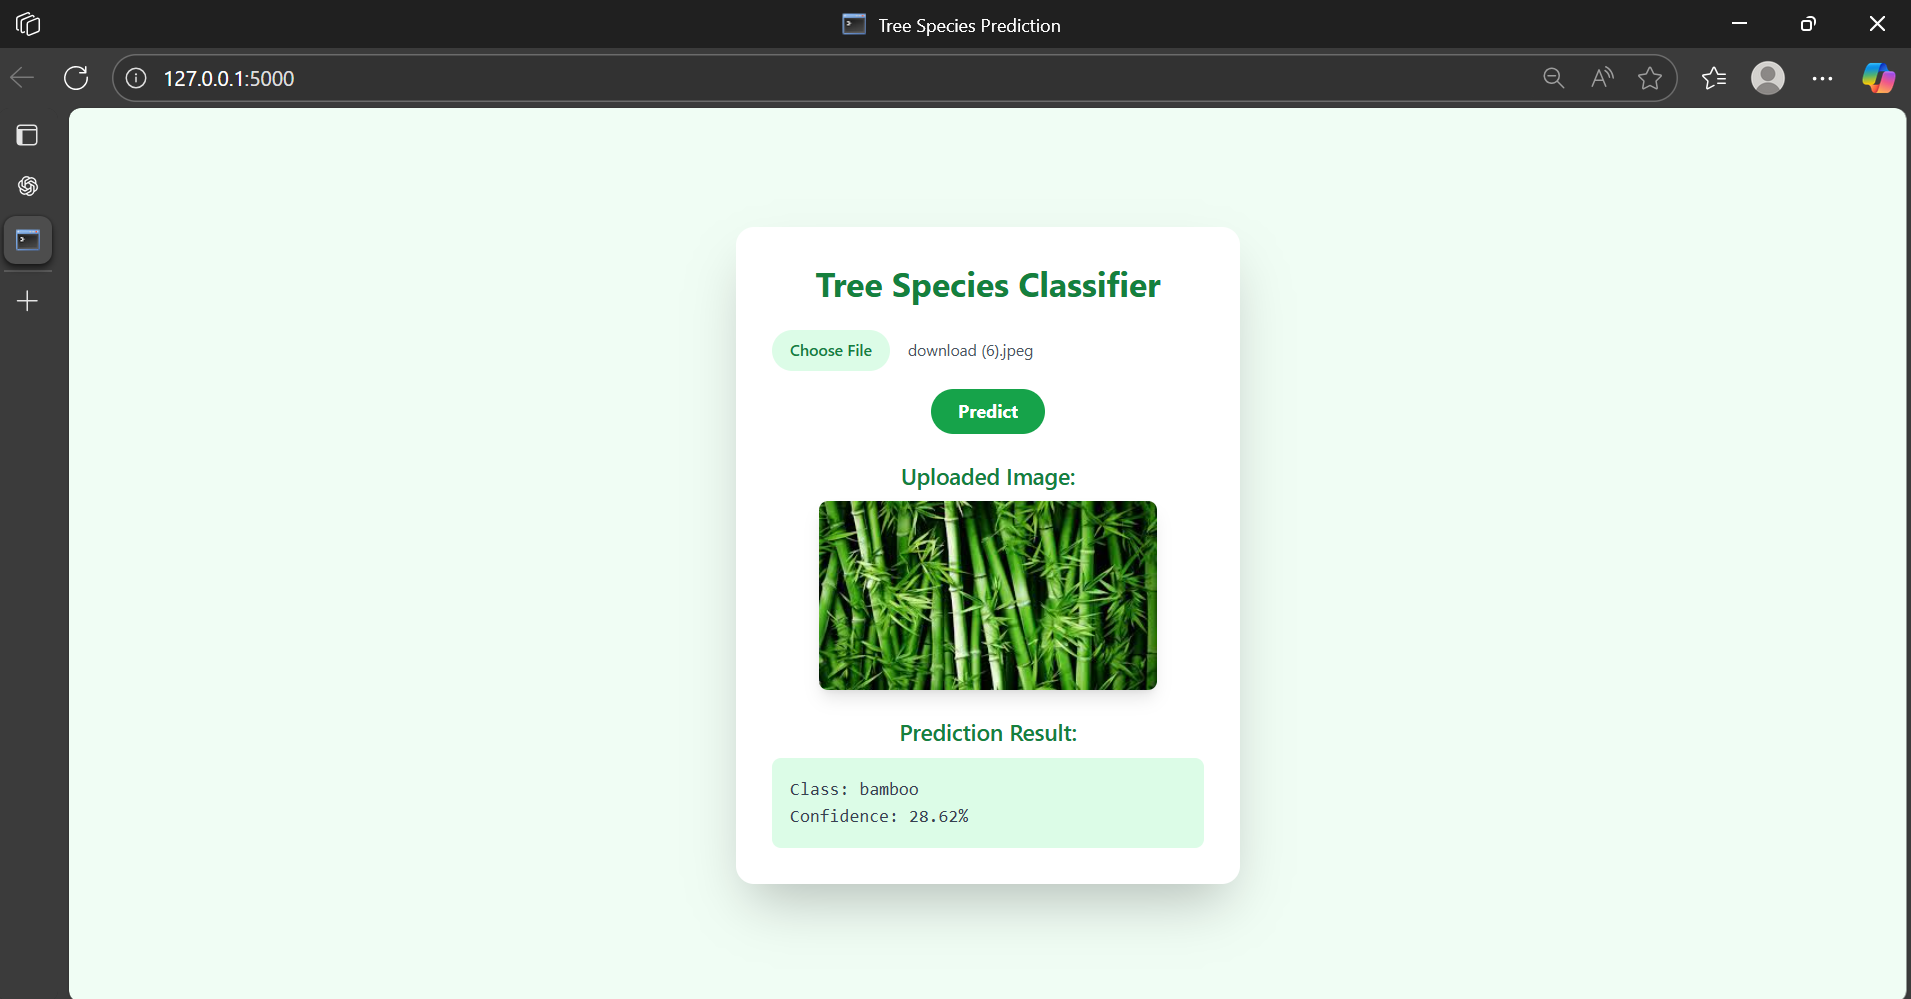 Tree Species Prediction
127.0.0.1:5000
Tree Species Classifier
Choose File download (6).jpeg
Predict
Uploaded Image:
Prediction Result:
Class: bamboo
Confidence: 28.62%